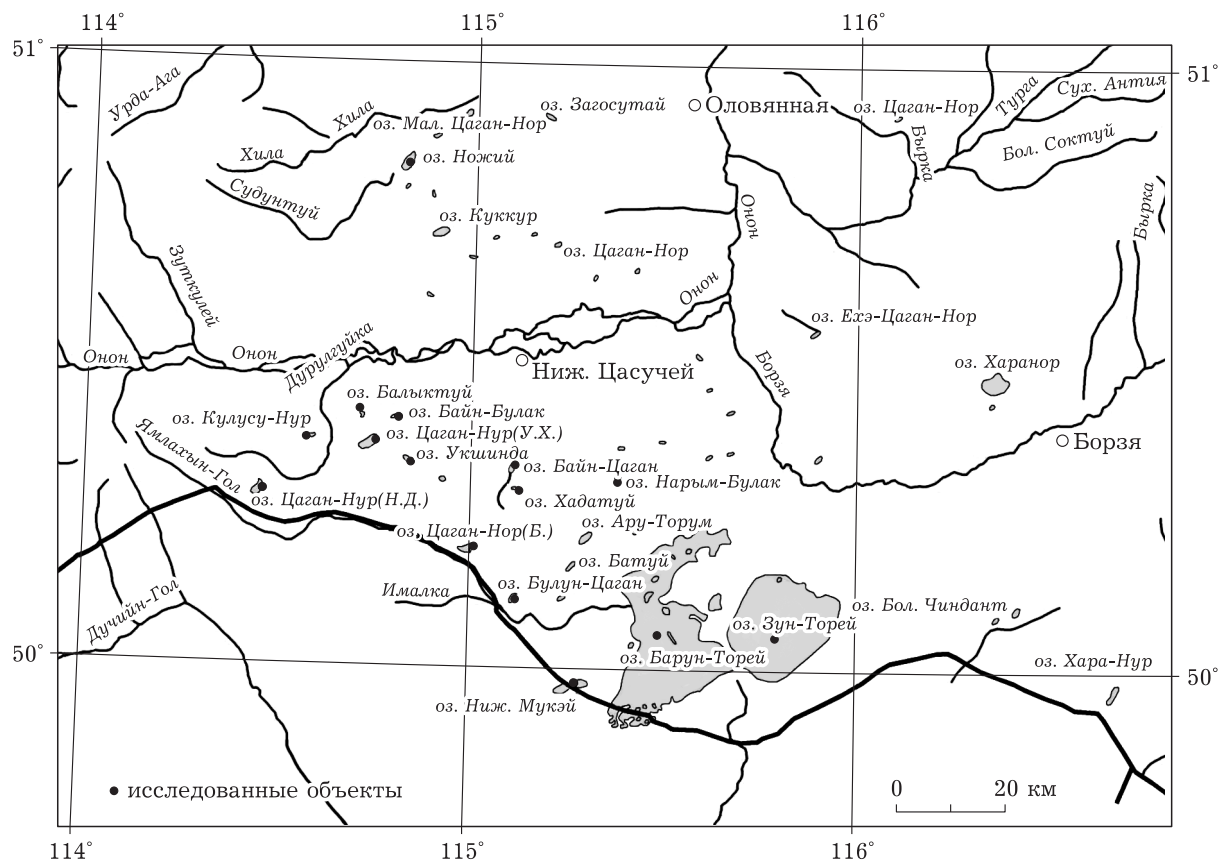 114°
115°
116°
51°
51°
Урда-Ага
Хила
оз. Загосутай
Оловянная
оз. Цаган-Нор
Турга
Сух. Антия
оз. Мал. Цаган-Нор
Хила
оз. Ножий
Бырка
Бол. Соктуй
Судунтуй
оз. Куккур
Онон
Бырка
оз. Цаган-Нор
Зуткулей
Онон
оз. Ехэ-Цаган-Нор
Онон
Онон
Дурулгуйка
Ниж. Цасучей
Борзя
оз. Харанор
оз. Балыктуй
оз. Кулусу-Нур
оз. Байн-Булак
оз. Цаган-Нур(У.Х.)
Борзя
Ямлахын-Гол
оз. Укшинда
оз. Байн-Цаган
оз. Нарым-Булак
оз. Цаган-Нур(Н.Д.)
оз. Хадатуй
оз. Цаган-Нор(Б.)
оз. Ару-Торум
оз. Батуй
Дучийн-Гол
Ималка
оз. Булун-Цаган
оз. Бол. Чиндант
оз. Зун-Торей
50°
оз. Барун-Торей
оз. Хара-Нур
50°
оз. Ниж. Мукэй
исследованные объекты
0
20 км
114°
115°
116°